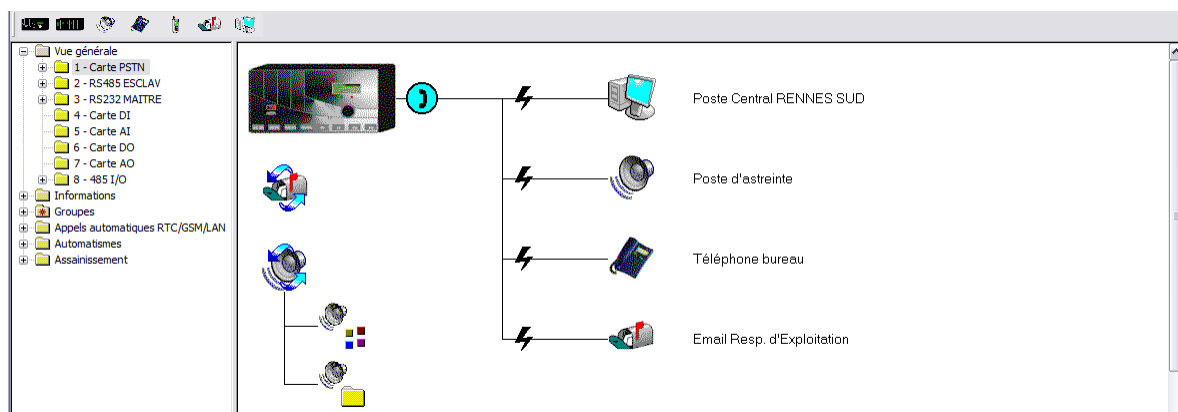 Vue générale
1 - Carte PSTN
2 - RS485 ESCLAV
3 - RS232 MAITRE
4 - Carte DI
5 - Carte AI
6 - Carte DO
7 - Carte AO
8 - 485 I/O
Informations
Groupes
Appels automatiques RTC/GSM/LAN
Automatismes
Assainissement
Poste Central RENNES SUD
Poste d'astreinte
Téléphone bureau
Email Resp. d'Exploitation